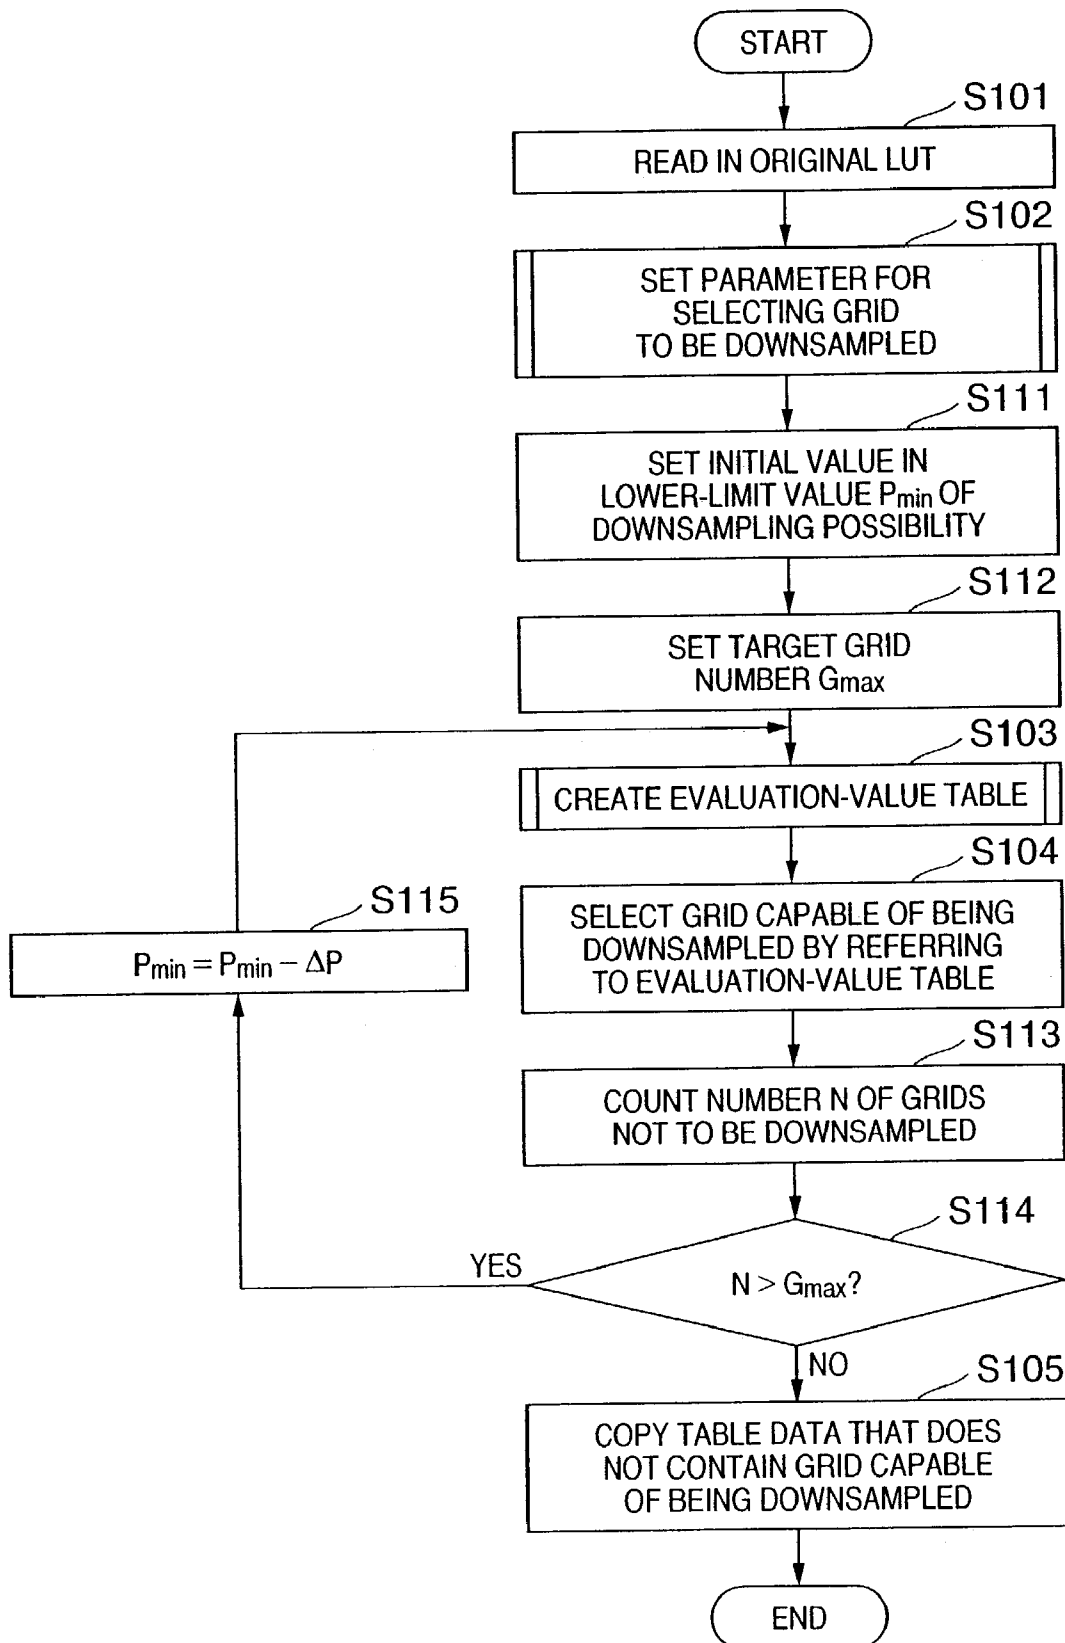 START
S101
READ IN ORIGINAL LUT
S102
SET PARAMETER FOR
SELECTING GRID
TO BE DOWNSAMPLED
S111
SET INITIAL VALUE IN
LOWER-LIMIT VALUE Pmin OF
DOWNSAMPLING POSSIBILITY
S112
SET TARGET GRID
NUMBER Gmax
S103
CREATE EVALUATION-VALUE TABLE
S104
SELECT GRID CAPABLE OF BEING
DOWNSAMPLED BY REFERRING
TO EVALUATION-VALUE TABLE
S115
Pmin = Pmin − ΔP
S113
COUNT NUMBER N OF GRIDS
NOT TO BE DOWNSAMPLED
S114
YES
N > Gmax?
NO
S105
COPY TABLE DATA THAT DOES
NOT CONTAIN GRID CAPABLE
OF BEING DOWNSAMPLED
END